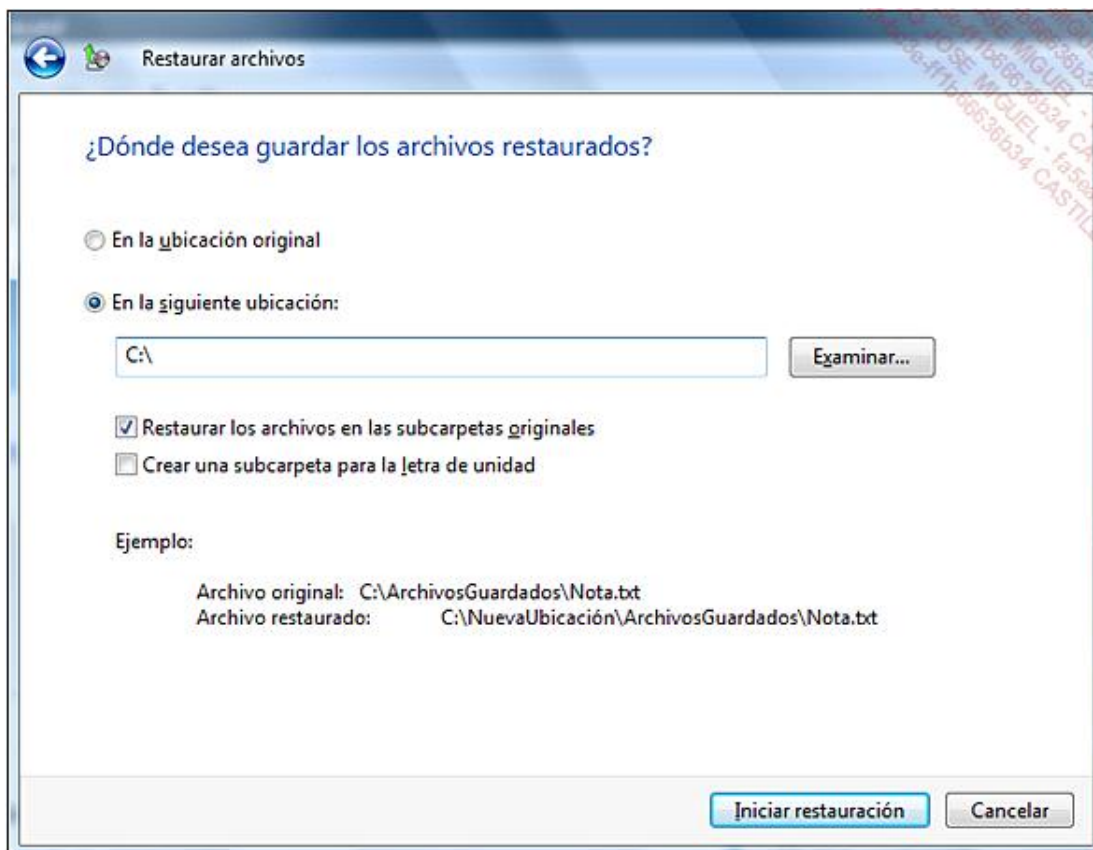 Restaurar archivos
¿Dónde desea guardar los archivos restaurados?
En la ubicación original
En la siguiente ubicación:
C:\
Examinar...
Restaurar los archivos en las subcarpetas originales
Crear una subcarpeta para la letra de unidad
Ejemplo:
Archivo original: C:\ArchivosGuardados\Nota.txt
Archivo restaurado: C:\NuevaUbicación\ArchivosGuardados\Nota.txt
Iniciar restauración
Cancelar